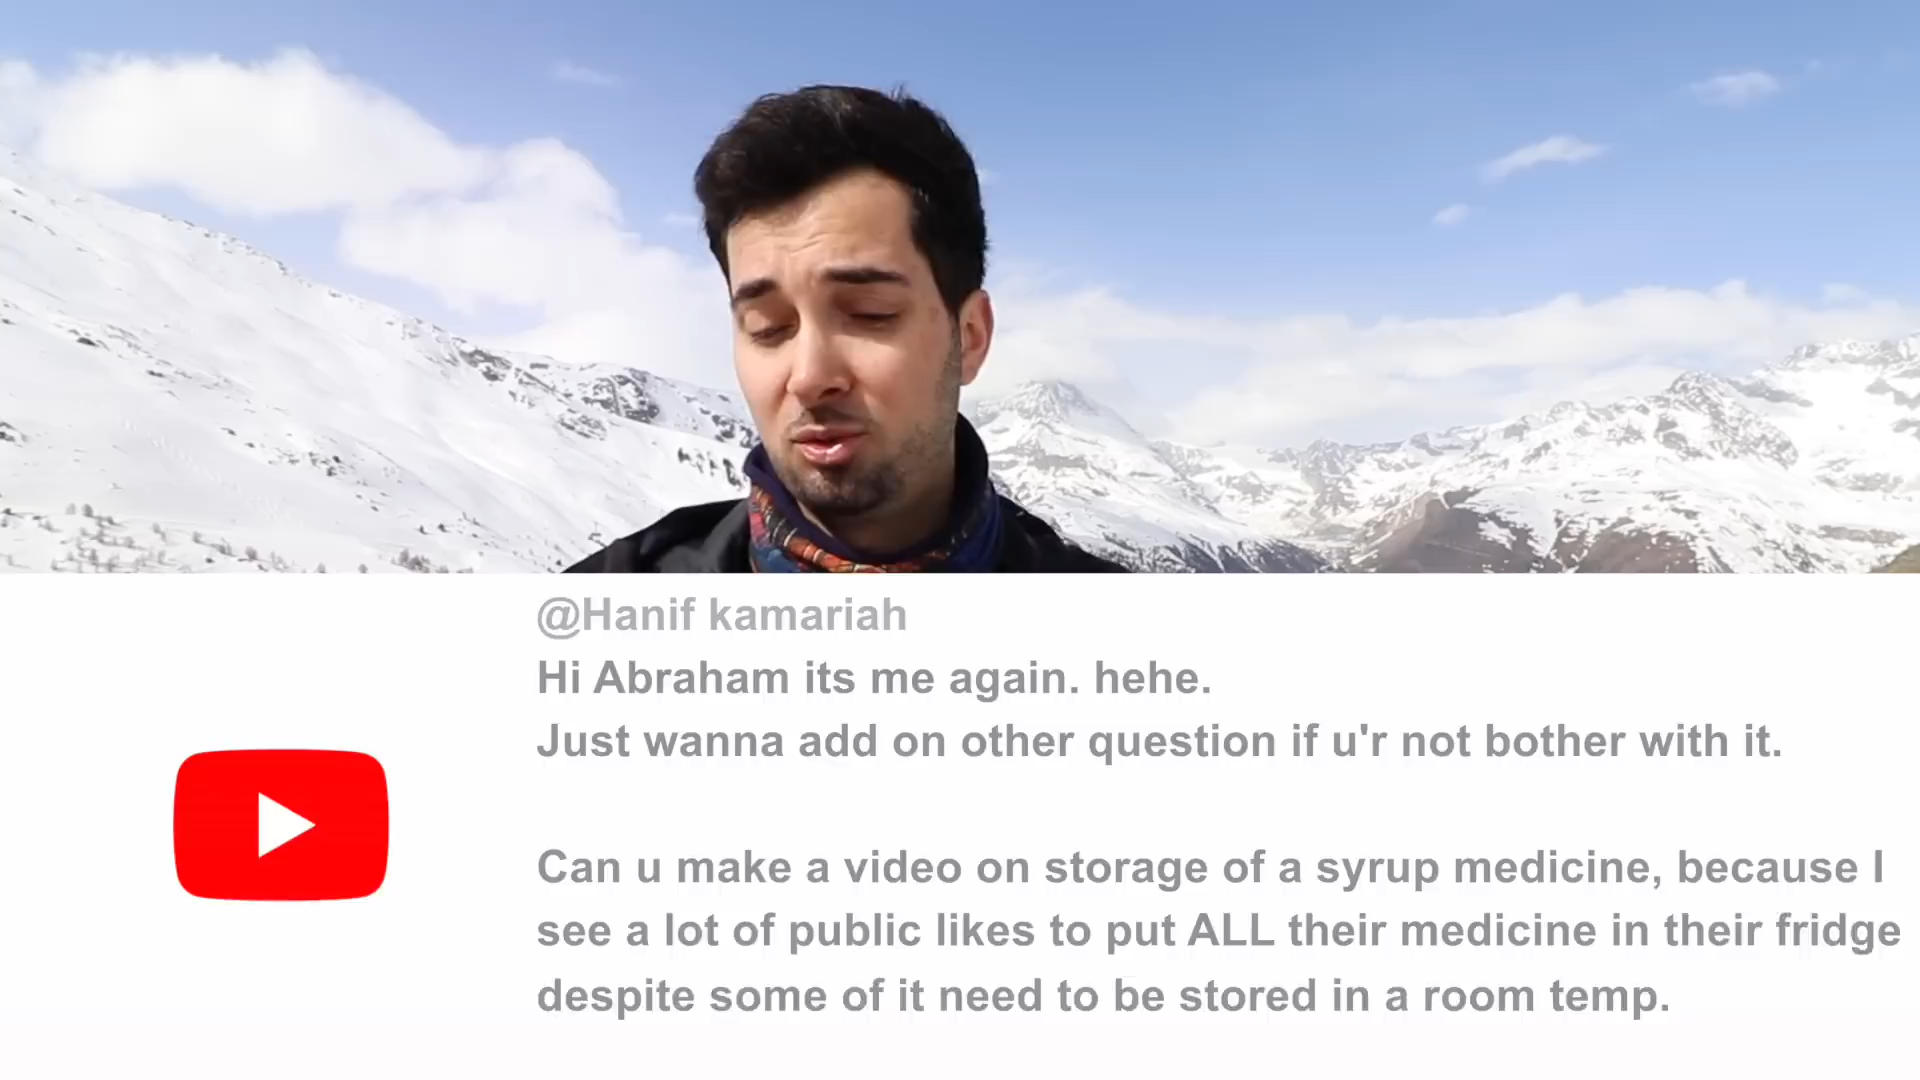 @Hanif kamariah
Hi Abraham its me again. hehe.
Just wanna add on other question if u'r not bother with it.
Can u make a video on storage of a syrup medicine, because I
see a lot of public likes to put ALL their medicine in their fridge
despite some of it need to be stored in a room temp.